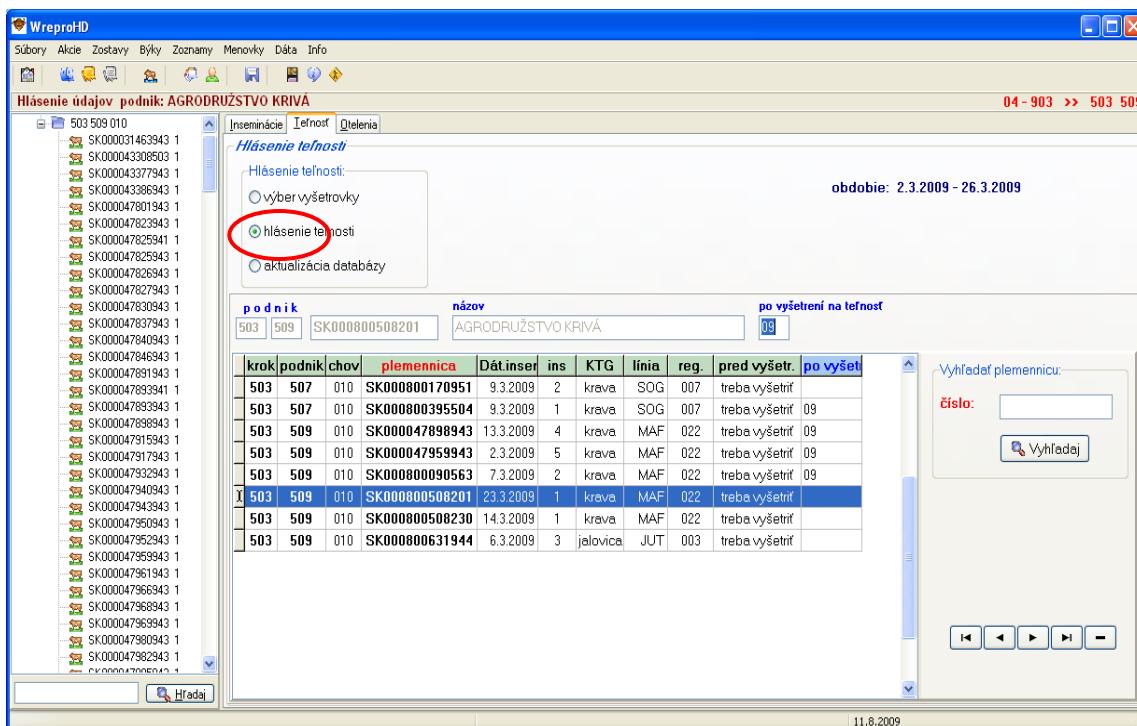 WreproHD
Súbory Akcie Zostavy Býky Zoznamy Menovky Dáta Info
Hlásenie údajov podnik: AGRODRUŽSTVO KRIVÁ 04 - 903 >> 503 509
503 509 010
SK000031463943 1
SK000043308503 1
SK000043377943 1
SK000043386943 1
SK000047801943 1
SK000047823943 1
SK000047825941 1
SK000047825943 1
SK000047826943 1
SK000047827943 1
SK000047830943 1
SK000047837943 1
SK000047840943 1
SK000047846943 1
SK000047891943 1
SK000047893941 1
SK000047893943 1
SK000047898943 1
SK000047915943 1
SK000047917943 1
SK000047932943 1
SK000047940943 1
SK000047943943 1
SK000047950943 1
SK000047952943 1
SK000047959943 1
SK000047961943 1
SK000047966943 1
SK000047968943 1
SK000047969943 1
SK000047980943 1
SK000047982943 1
Hľadaj
Inseminácie Teľnosť Otelenia
Hlásenie teľnosti
Hlásenie teľnosti:
výber vyšetrovky
hlásenie teľnosti
aktualizácia databázy
obdobie: 2.3.2009 - 26.3.2009
podnik názov po vyšetrení na teľnosť
503 509 SK000800508201 AGRODRUŽSTVO KRIVÁ 09
krok podnik chov plemennica Dát.inser ins KTG línia reg. pred vyšetr. po vyšetr
503 507 010 SK000800170951 9.3.2009 2 krava SOG 007 treba vyšetriť
503 507 010 SK000800395504 9.3.2009 1 krava SOG 007 treba vyšetriť 09
503 509 010 SK000047898943 13.3.2009 4 krava MAF 022 treba vyšetriť 09
503 509 010 SK000047959943 2.3.2009 5 krava MAF 022 treba vyšetriť 09
503 509 010 SK000800090563 7.3.2009 2 krava MAF 022 treba vyšetriť 09
503 509 010 SK000800508201 23.3.2009 1 krava MAF 022 treba vyšetriť
503 509 010 SK000800508230 14.3.2009 1 krava MAF 022 treba vyšetriť
503 509 010 SK000800631944 6.3.2009 3 jalovica JUT 003 treba vyšetriť
Vyhľadať plemennicu:
číslo:
Vyhľadaj
11.8.2009